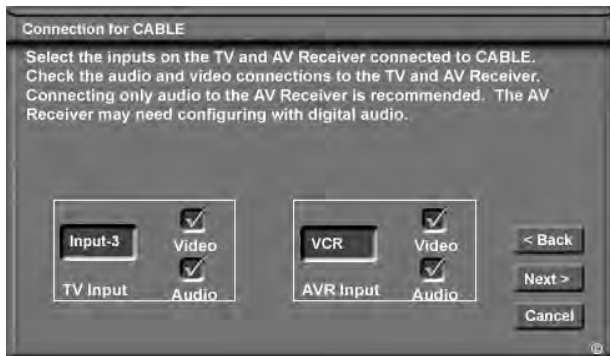 Connection for CABLE
Select the inputs on the TV and AV Receiver connected to CABLE.
Check the audio and video connections to the TV and AV Receiver.
Connecting only audio to the AV Receiver is recommended.  The AV
Receiver may need configuring with digital audio.
Input-3
Video
TV Input
Audio
VCR
Video
AVR Input
Audio
< Back
Next >
Cancel
©